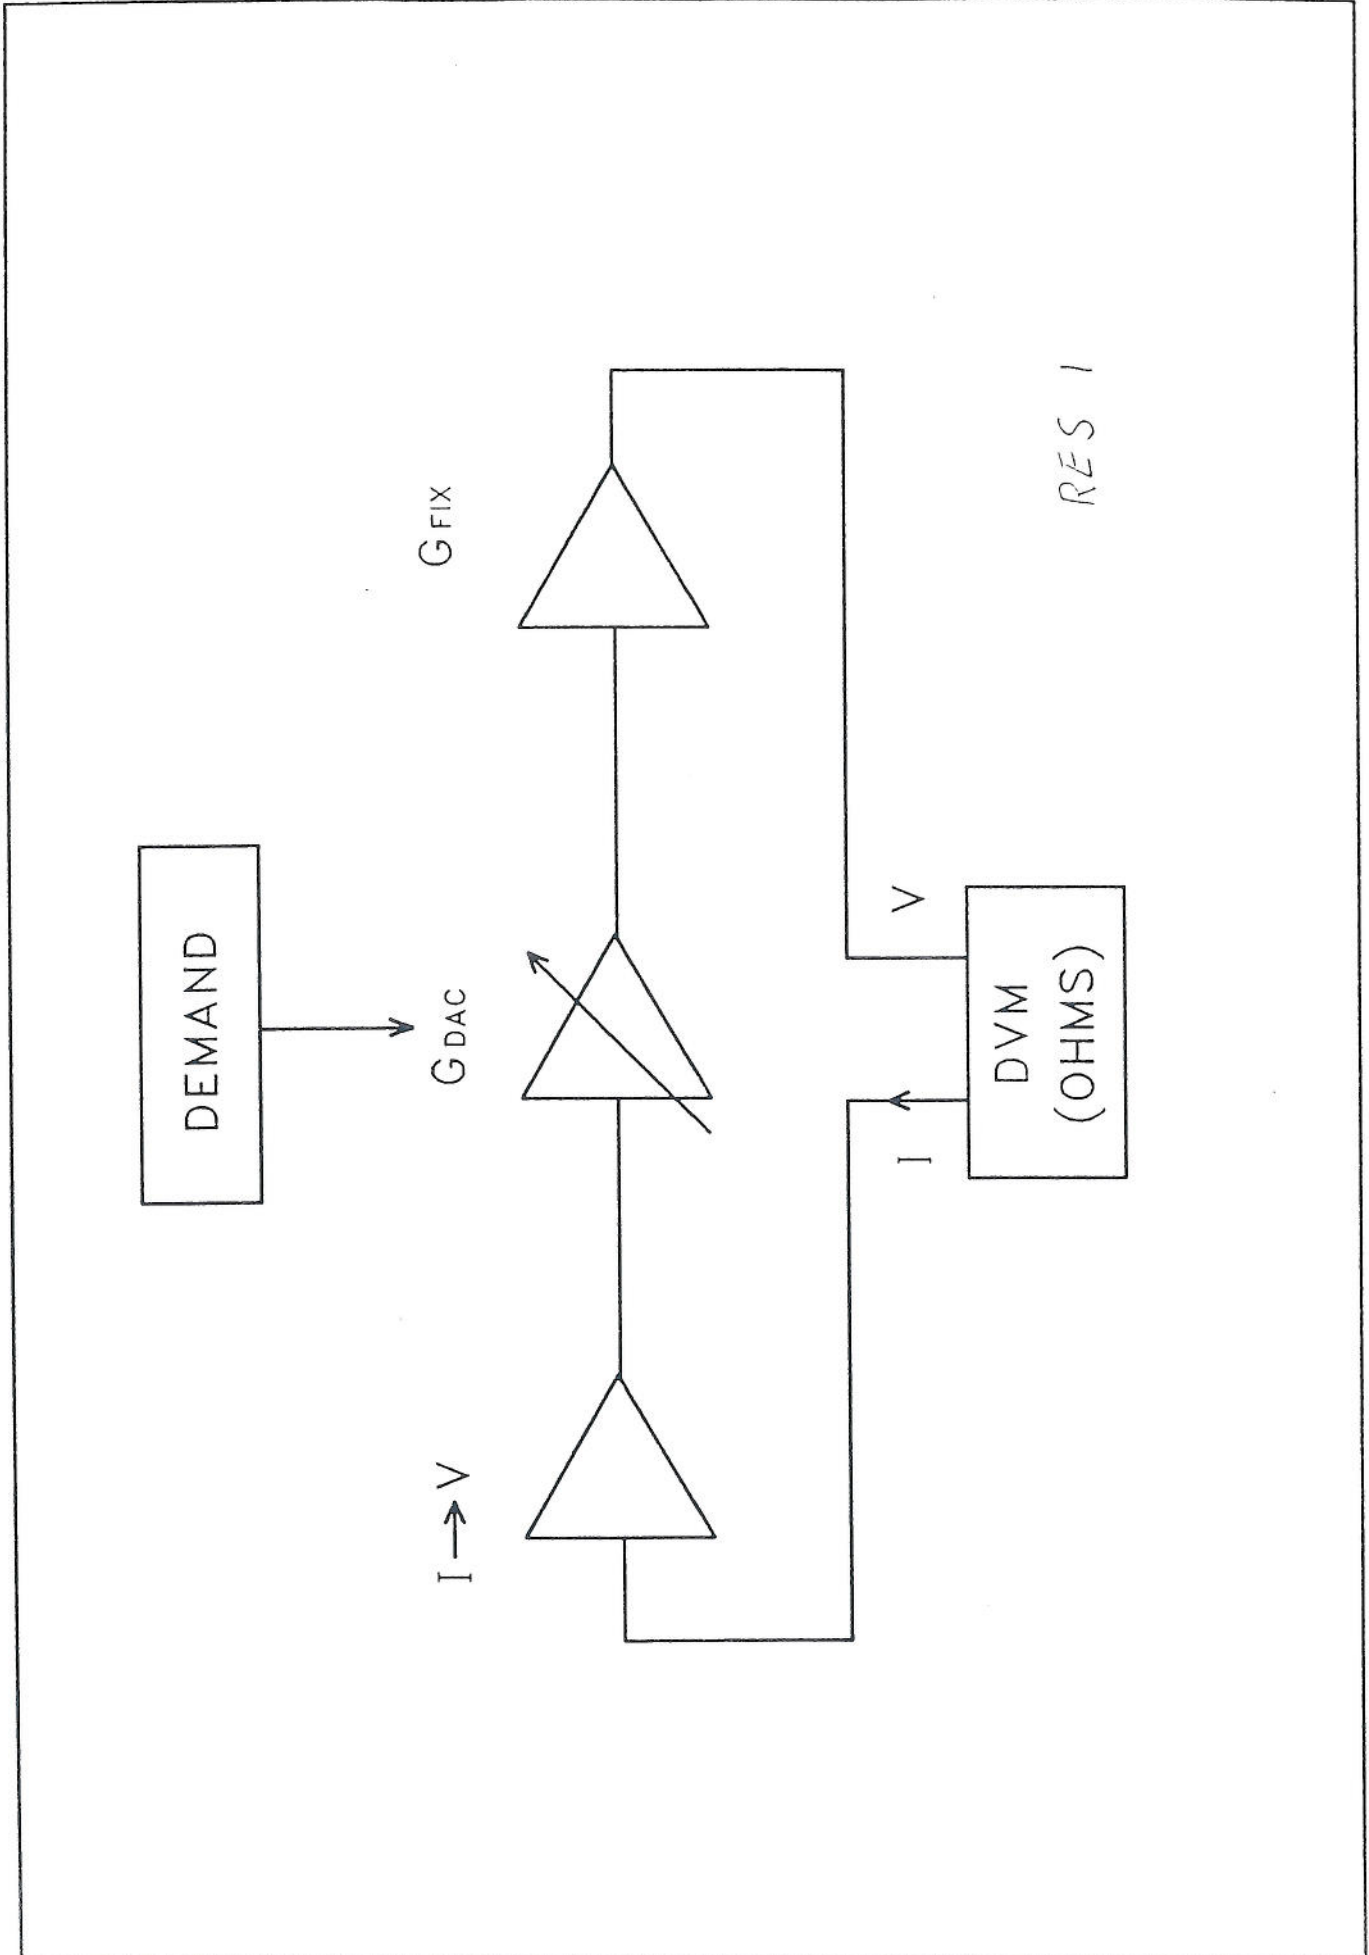 DEMAND
I→V
GDAC
GFIX
I
V
DVM
(OHMS)
RES 1